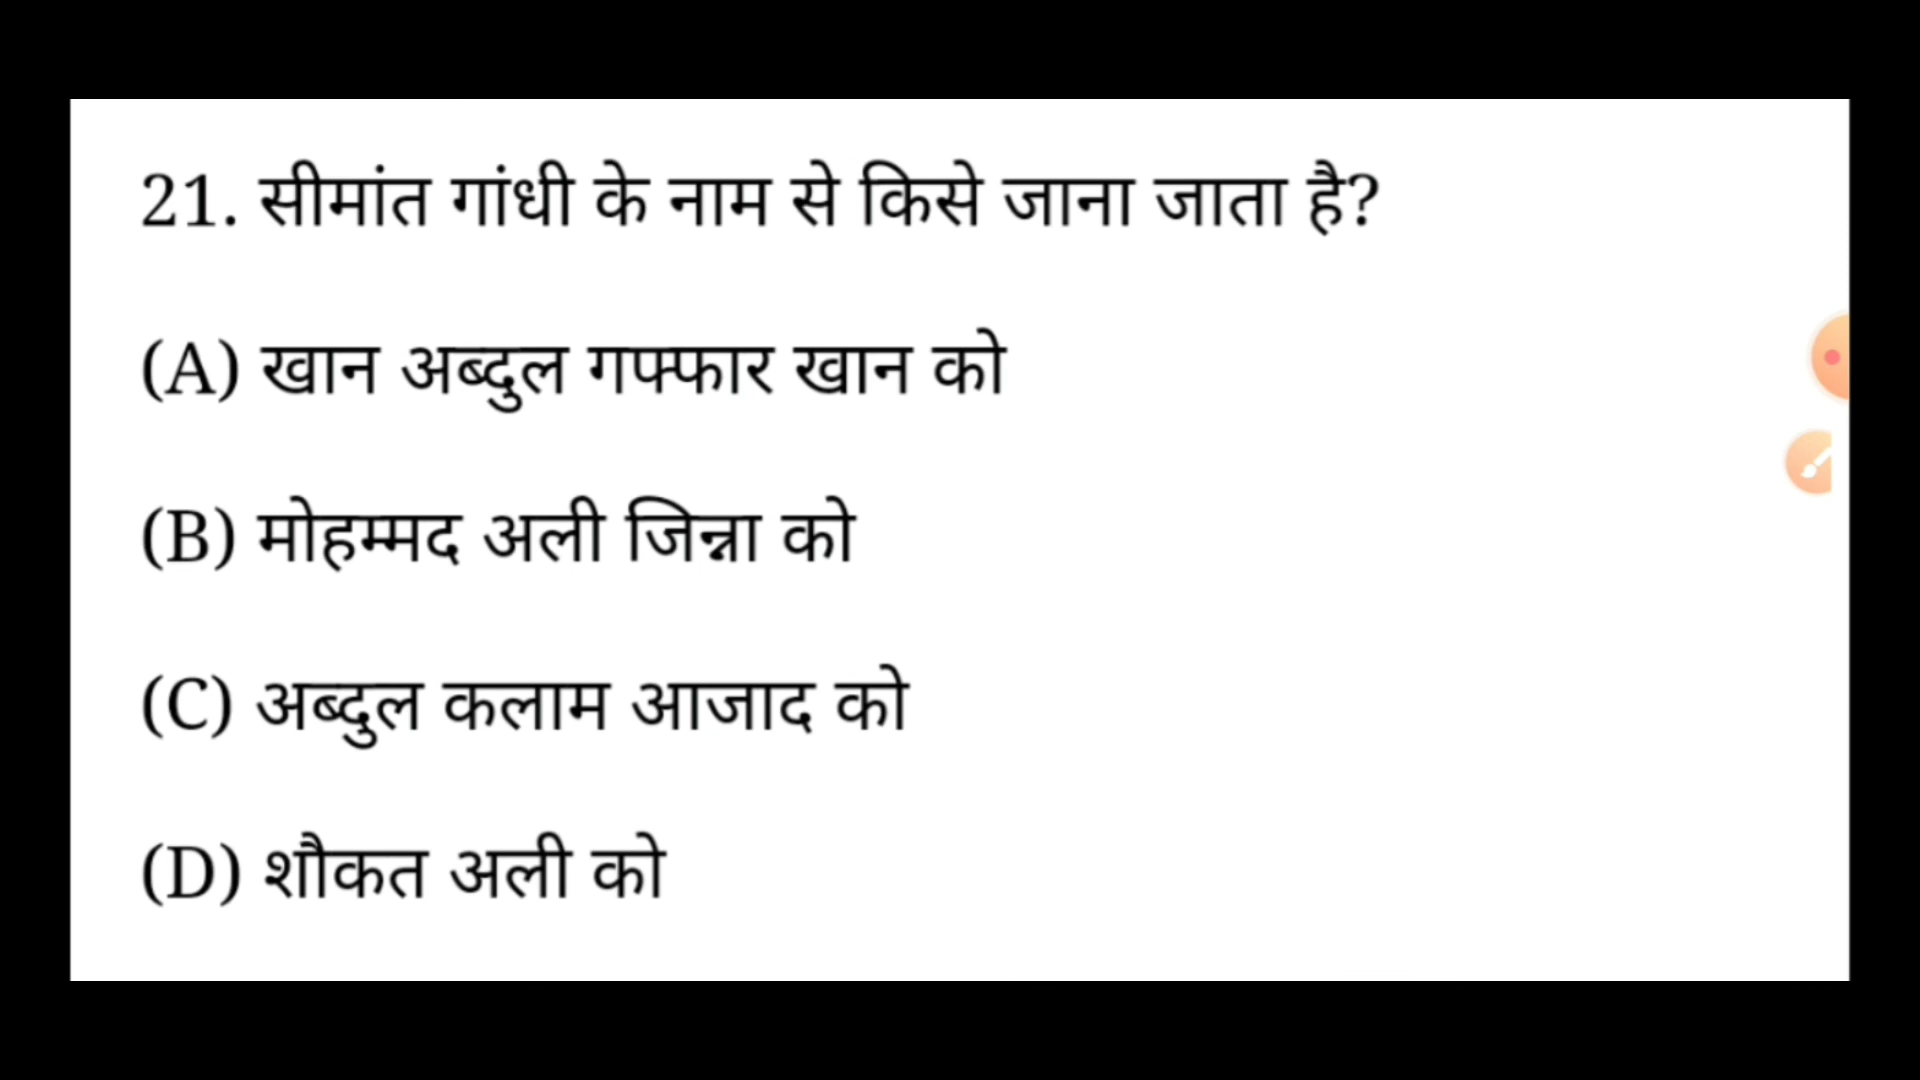 21. सीमांत गांधी के नाम से किसे जाना जाता है?
(A) खान अब्दुल गफ्फार खान को
(B) मोहम्मद अली जिन्ना को
(C) अब्दुल कलाम आजाद को
(D) शौकत अली को